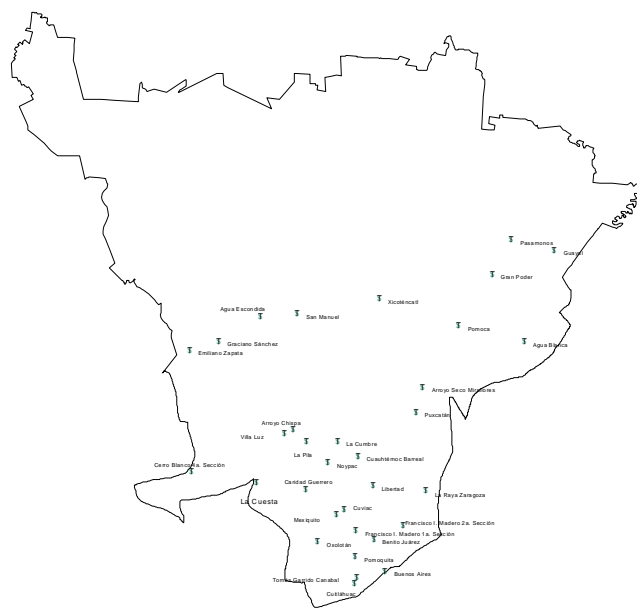 Pasamonos
Guayal
Gran Poder
Xicoténcatl
Agua Escondida
San Manuel
Pomoca
Graciano Sánchez
Agua Blanca
Emiliano Zapata
Arroyo Seco Miraflores
Puxcatán
Arroyo Chispa
Villa Luz
La Cumbre
La Pila
Cuauhtémoc Barreal
Noypac
Cerro Blanco 4a. Sección
Caridad Guerrero
Libertad
La Raya Zaragoza
La Cuesta
Cuviac
Mexiquito
Francisco I. Madero 2a. Sección
Francisco I. Madero 1a. Sección
Oxolotán
Benito Juárez
Pomoquita
Buenos Aires
Tomás Garrido Canabal
Cuitláhuac